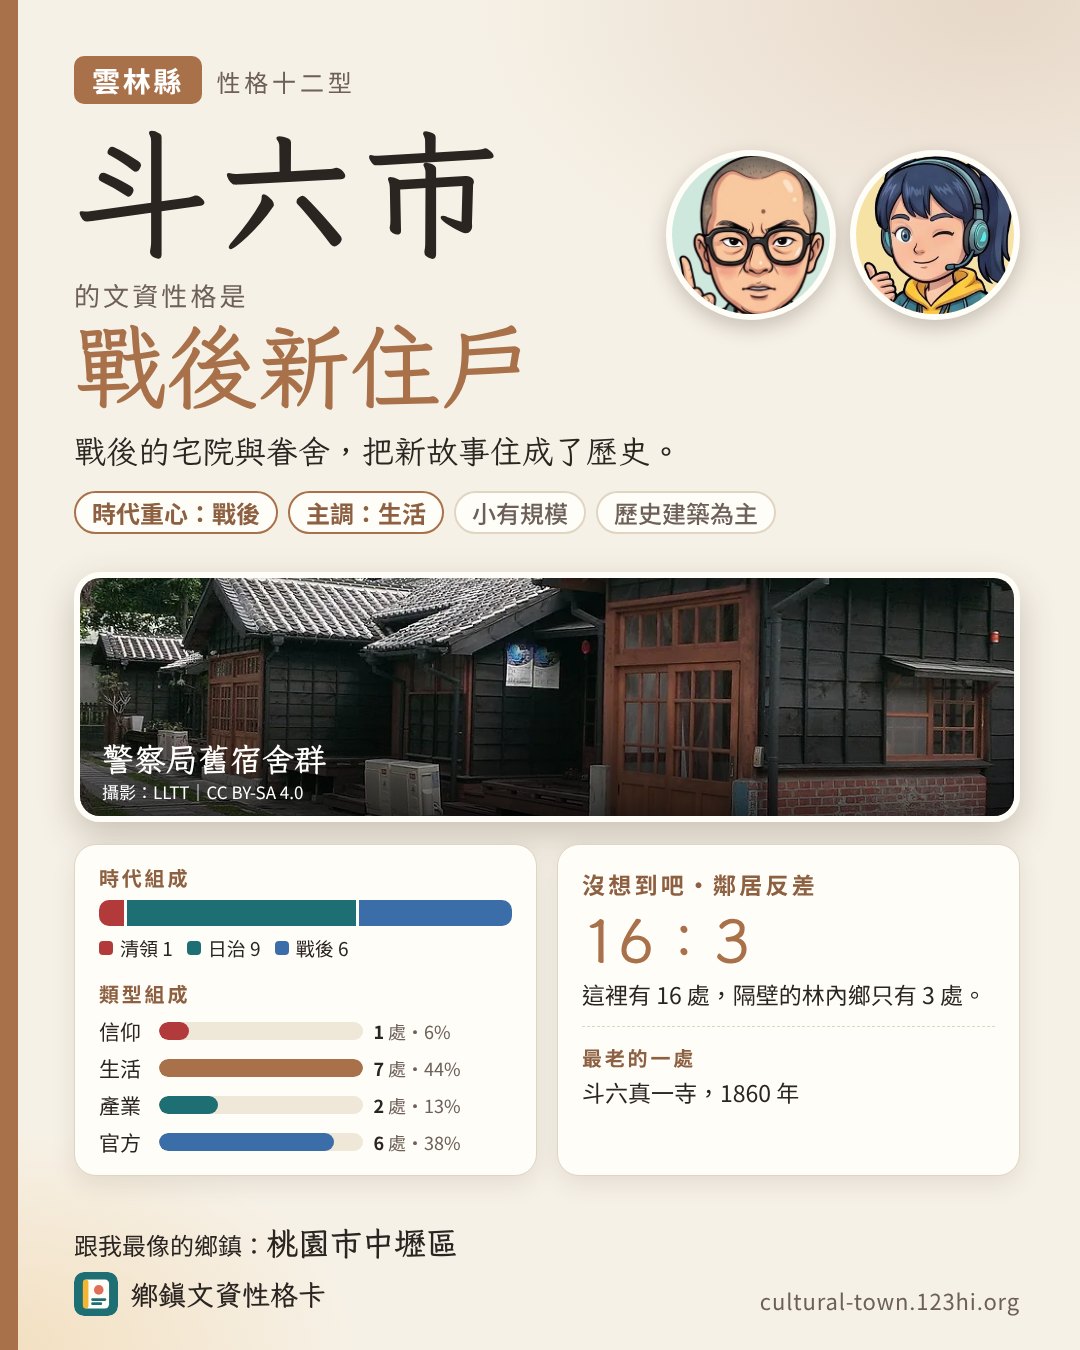 雲林縣 性格十二型
斗六市
的文資性格是
戰後新住戶
戰後的宅院與眷舍，把新故事住成了歷史。
時代重心：戰後 主調：生活 小有規模 歷史建築為主
警察局舊宿舍群
攝影：LLTT｜CC BY-SA 4.0
時代組成
清領 1 日治 9 戰後 6
類型組成
信仰 1 處・6%
生活 7 處・44%
產業 2 處・13%
官方 6 處・38%
沒想到吧・鄰居反差
16：3
這裡有 16 處，隔壁的林內鄉只有 3 處。
最老的一處
斗六真一寺，1860 年
跟我最像的鄉鎮：桃園市中壢區
鄉鎮文資性格卡
cultural-town.123hi.org